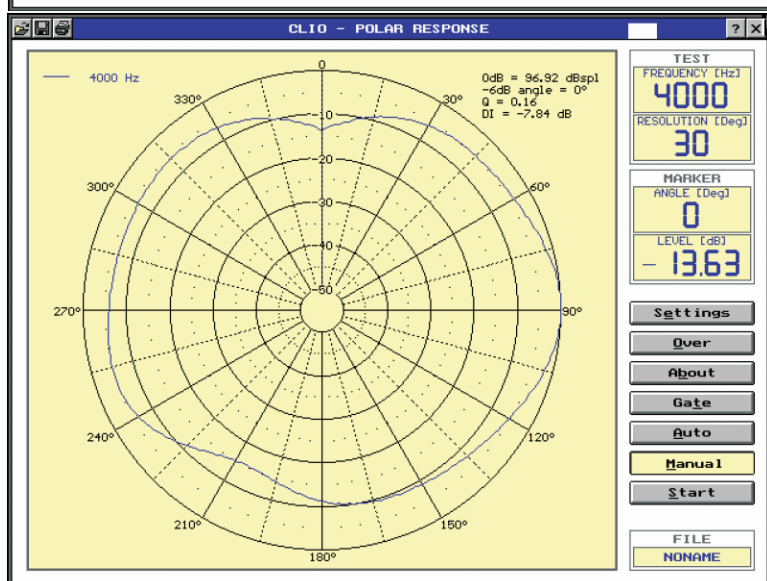 CLIO - POLAR RESPONSE
? X
4000 Hz
0dB = 96.92 dBspl
-6dB angle = 0°
Q = 0.16
DI = -7.84 dB
0
330°
30°
-10
-20
300°
60°
-30
-40
-50
270°
90°
240°
120°
210°
150°
180°
TEST
FREQUENCY [Hz]
4000
RESOLUTION [Deg]
30
MARKER
ANGLE [Deg]
0
LEVEL [dB]
-13.63
Settings
Over
About
Gate
Auto
Manual
Start
FILE
NONAME